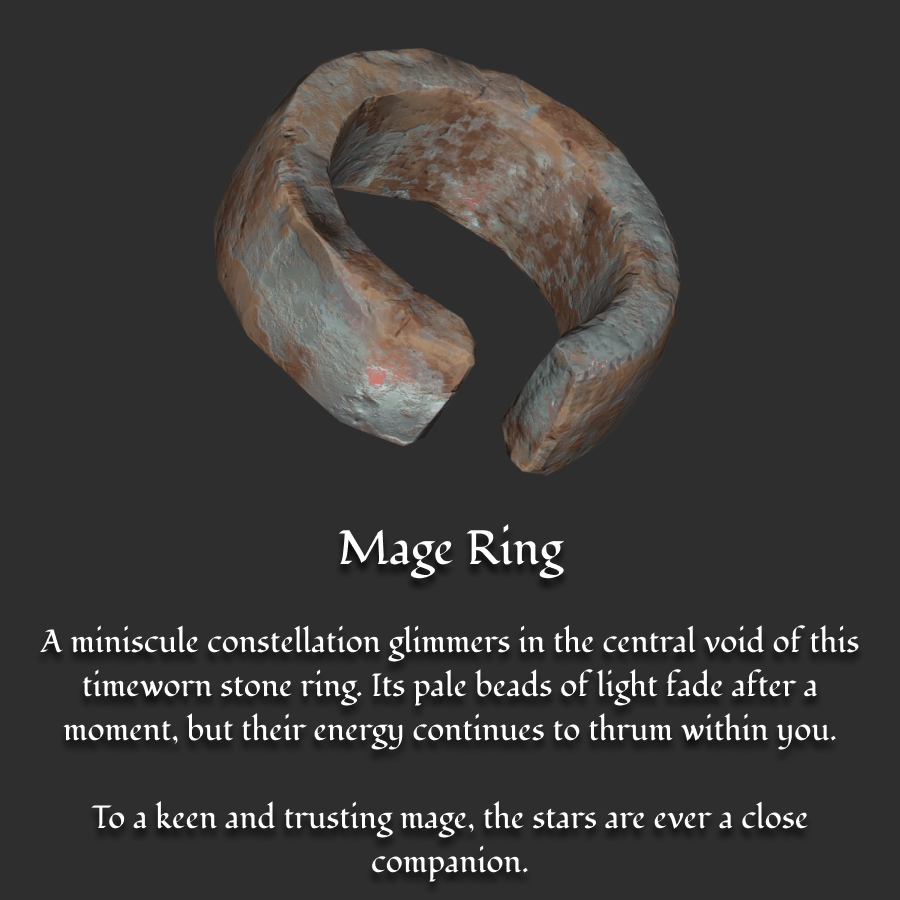 Mage Ring
A miniscule constellation glimmers in the central void of this
timeworn stone ring. Its pale beads of light fade after a
moment, but their energy continues to thrum within you.
To a keen and trusting mage, the stars are ever a close
companion.